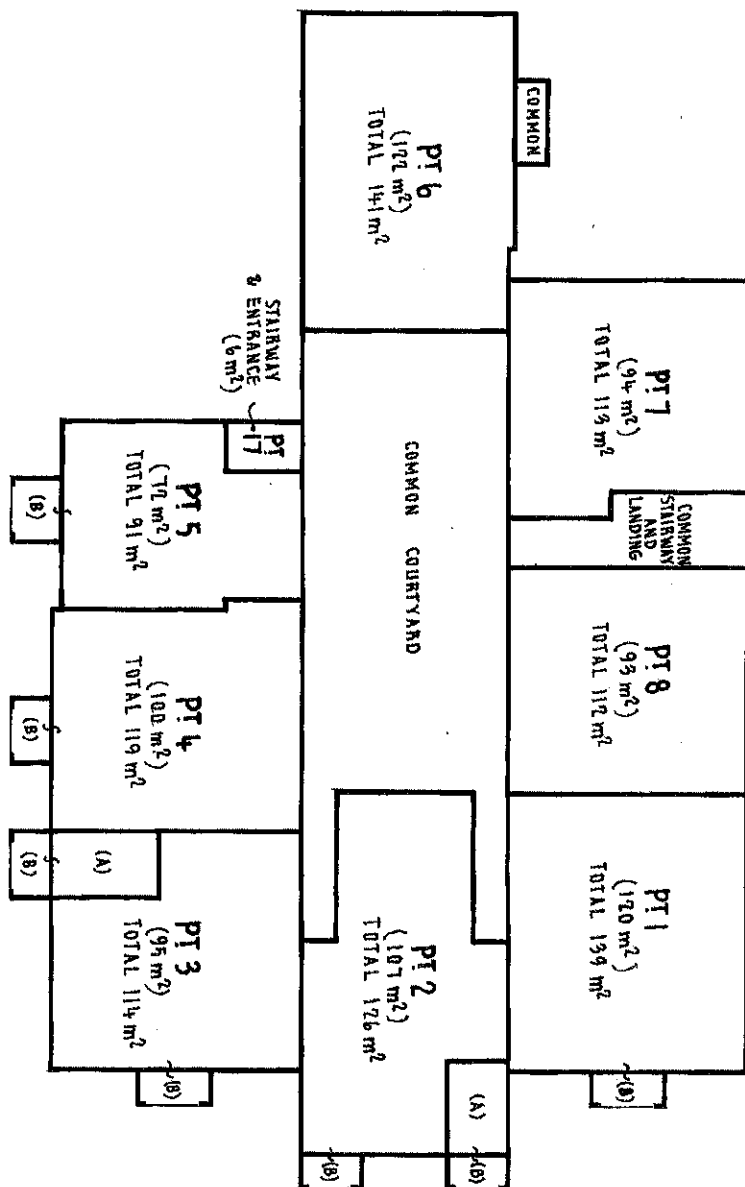 COMMON
PT 7
(94 m²)
TOTAL 113 m²
COMMON
STAIRWAY
AND
LANDING
PT 8
(93 m²)
TOTAL 112 m²
PT 1
(120 m²)
TOTAL 139 m²
(B)
PT 6
(122 m²)
TOTAL 141 m²
COMMON COURTYARD
PT 2
(107 m²)
TOTAL 126 m²
(A)
(B)
(B)
STAIRWAY
& ENTRANCE
(6 m²)
PT
17
PT 5
(72 m²)
TOTAL 91 m²
(B)
PT 4
(100 m²)
TOTAL 119 m²
(B)
(A)
(B)
PT 3
(95 m²)
TOTAL 114 m²
(B)